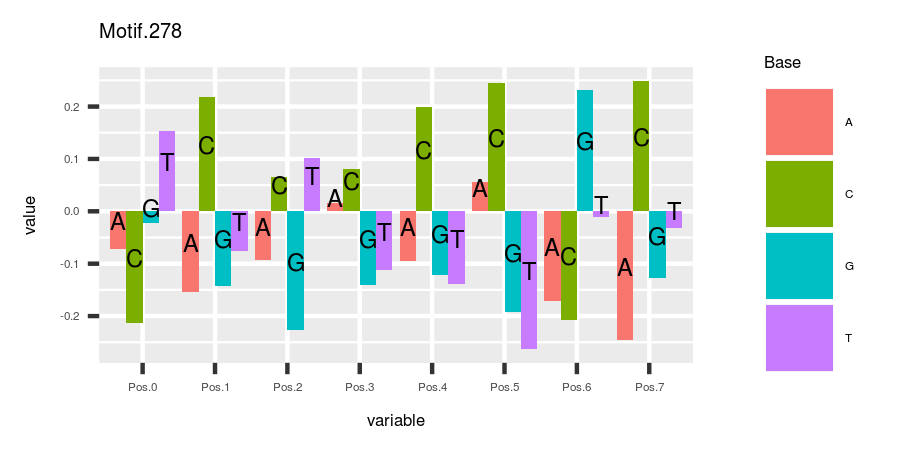 Motif.278
Base
0.2
0.1
0.0
-0.1
-0.2
value
A C G T
A C G T
A C G T
A C G T
A C G T
A C G T
A C G T
A C G T
Pos.0 Pos.1 Pos.2 Pos.3 Pos.4 Pos.5 Pos.6 Pos.7
variable
A
C
G
T